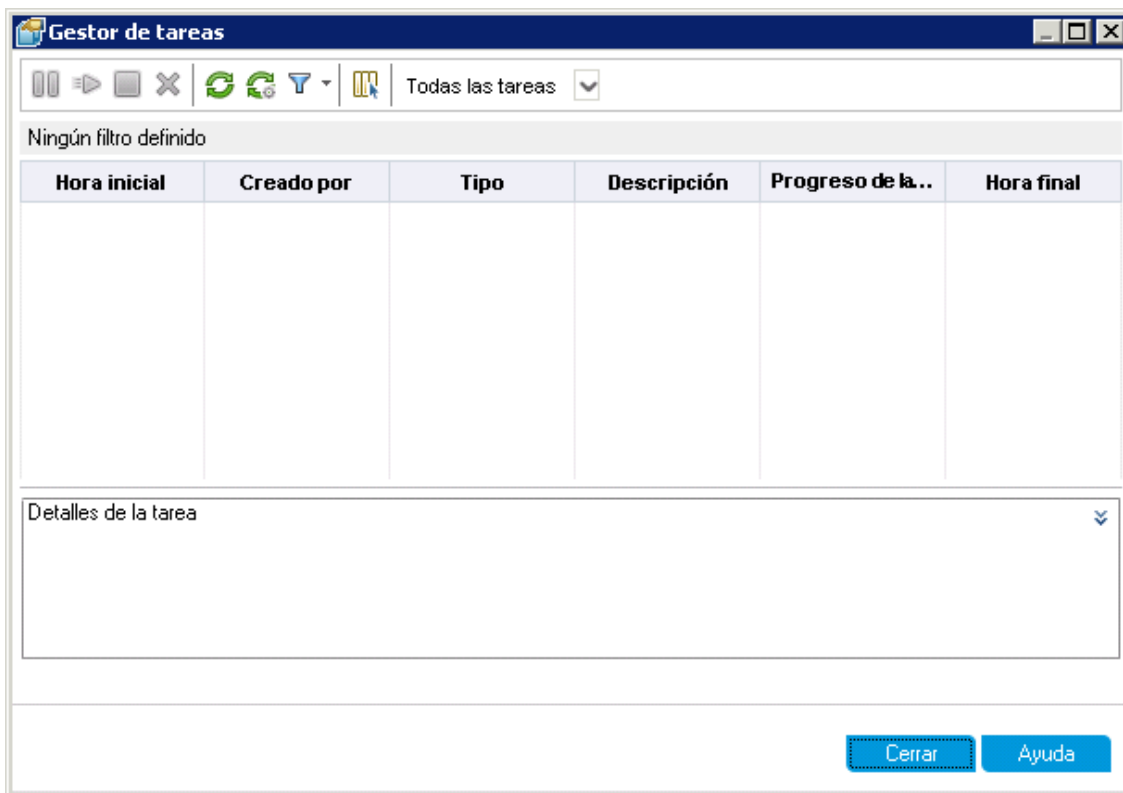 Gestor de tareas
Todas las tareas
Ningún filtro definido
Hora inicial Creado por Tipo Descripción Progreso de la... Hora final
Detalles de la tarea
Cerrar Ayuda